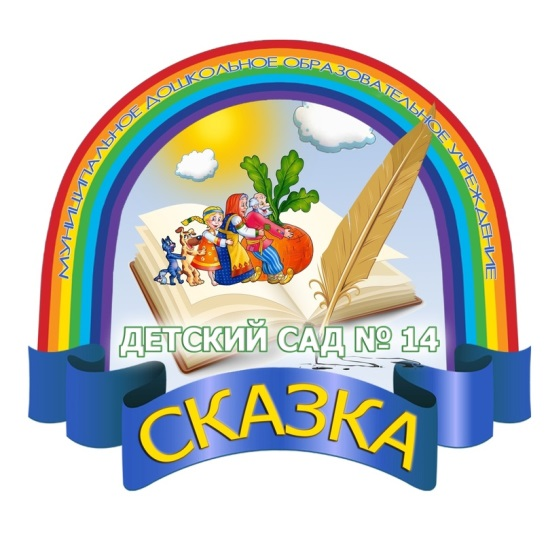 МУНИЦИПАЛЬНОЕ ДОШКОЛЬНОЕ ОБРАЗОВАТЕЛЬНОЕ УЧРЕЖДЕНИЕ
ДЕТСКИЙ САД № 14
СКАЗКА